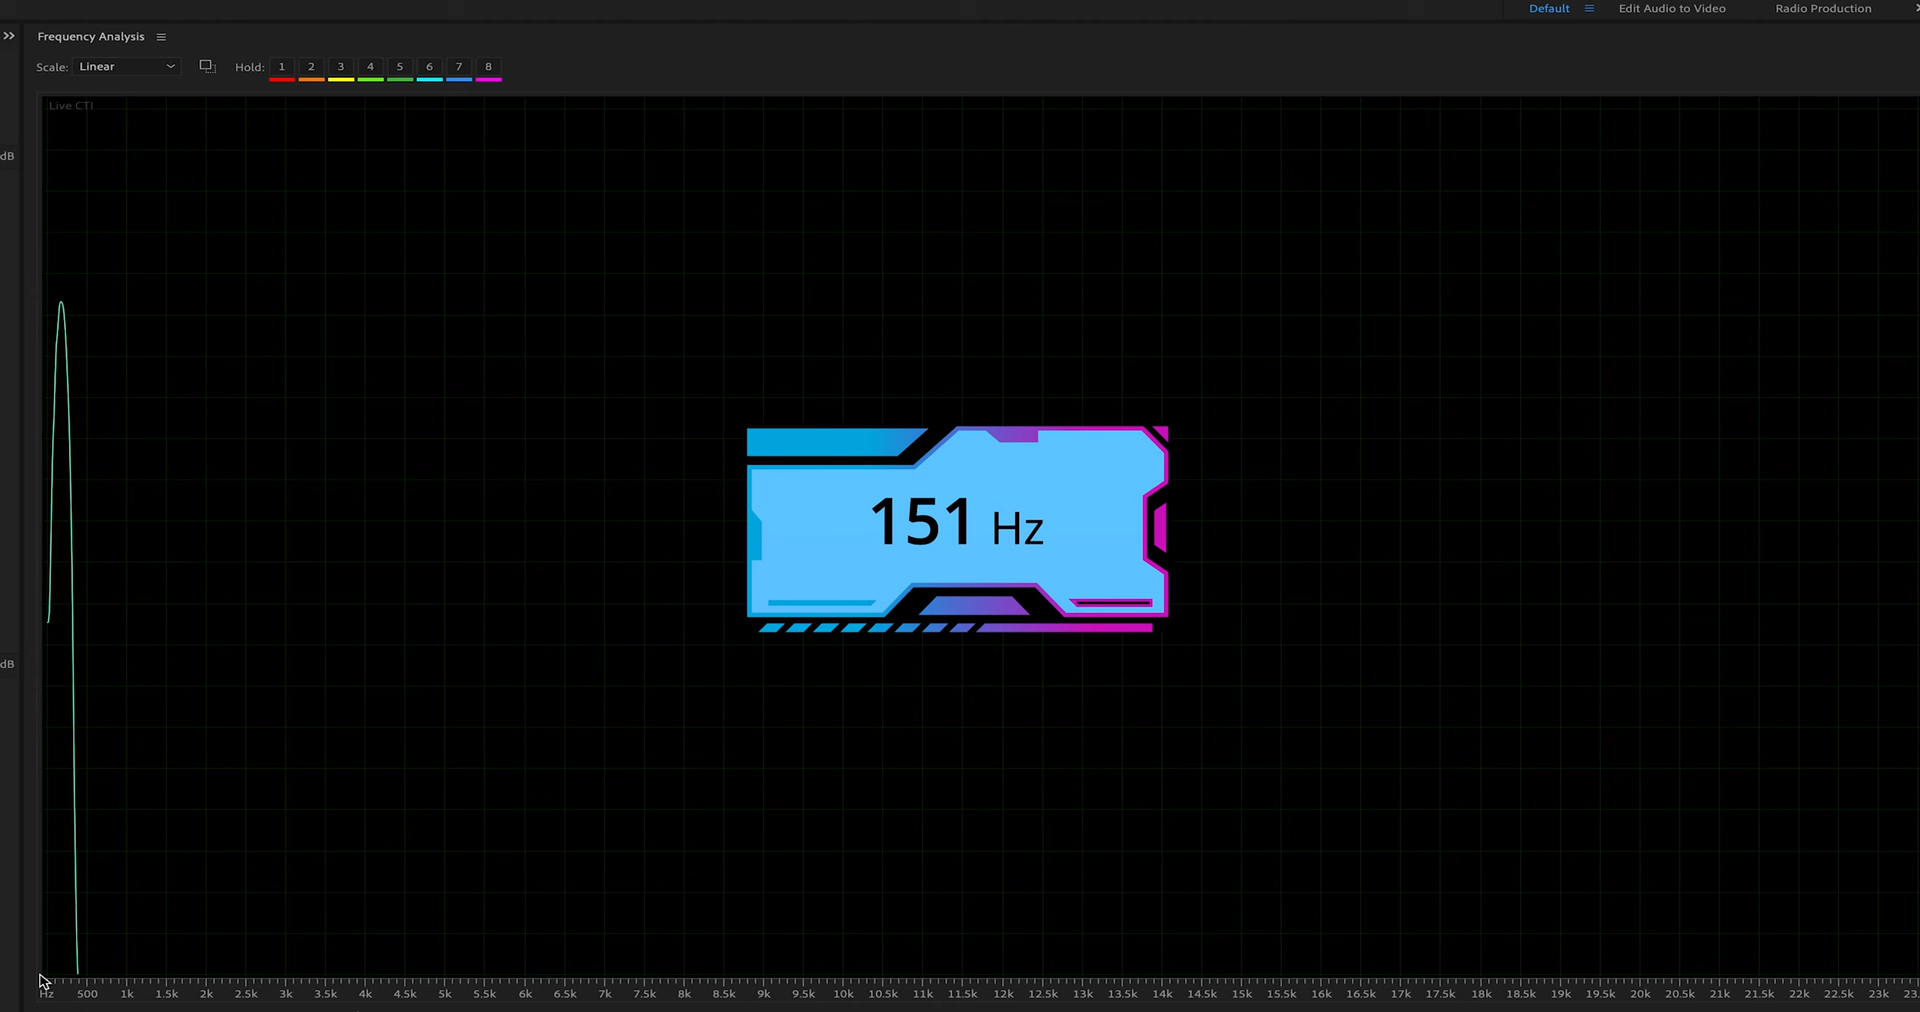 Default Edit Audio to Video Radio Production
Frequency Analysis
Scale: Linear Hold: 1 2 3 4 5 6 7 8
Live CTI
dB
151 Hz
dB
Hz 500 1k 1.5k 2k 2.5k 3k 3.5k 4k 4.5k 5k 5.5k 6k 6.5k 7k 7.5k 8k 8.5k 9k 9.5k 10k 10.5k 11k 11.5k 12k 12.5k 13k 13.5k 14k 14.5k 15k 15.5k 16k 16.5k 17k 17.5k 18k 18.5k 19k 19.5k 20k 20.5k 21k 21.5k 22k 22.5k 23k 23.